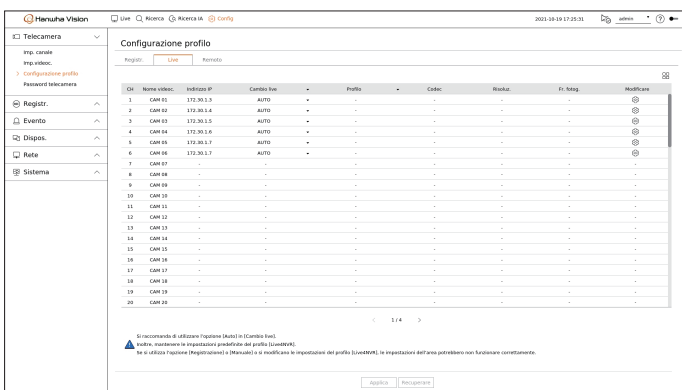 Hanwha Vision
Live Ricerca Ricerca IA Config 2021-10-19 17:25:31 admin
Telecamera
Imp. canale
Imp.videoc.
Configurazione profilo
Password telecamera
Registr.
Evento
Dispos.
Rete
Sistema
Configurazione profilo
Registr. Live Remoto
CH Nome videoc. Indirizzo IP Cambio live Profilo Codec Risoluz. Fr. fotog. Modificare
1 CAM 01 172.30.1.3 AUTO - - - -
2 CAM 02 172.30.1.4 AUTO - - - -
3 CAM 03 172.30.1.5 AUTO - - - -
4 CAM 04 172.30.1.6 AUTO - - - -
5 CAM 05 172.30.1.7 AUTO - - - -
6 CAM 06 172.30.1.7 AUTO - - - -
7 CAM 07 - - - - - - -
8 CAM 08 - - - - - - -
9 CAM 09 - - - - - - -
10 CAM 10 - - - - - - -
11 CAM 11 - - - - - - -
12 CAM 12 - - - - - - -
13 CAM 13 - - - - - - -
14 CAM 14 - - - - - - -
15 CAM 15 - - - - - - -
16 CAM 16 - - - - - - -
17 CAM 17 - - - - - - -
18 CAM 18 - - - - - - -
19 CAM 19 - - - - - - -
20 CAM 20 - - - - - - -
< 1 / 4 >
Si raccomanda di utilizzare l'opzione [Auto] in [Cambio live].
Inoltre, mantenere le impostazioni predefinite del profilo [Live4NVR].
Se si utilizza l'opzione [Registrazione] o [Manuale] o si modificano le impostazioni del profilo [Live4NVR], le impostazioni dell'area potrebbero non funzionare correttamente.
Applica Recuperare